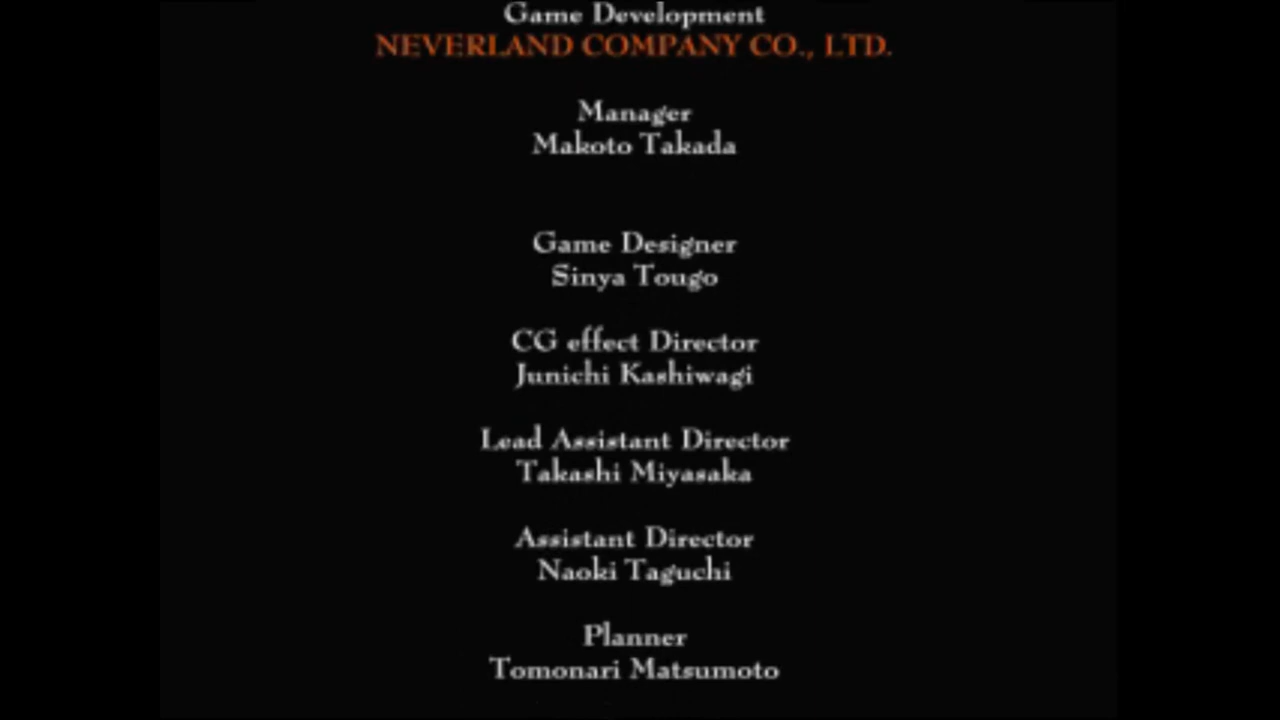 Game Development
NEVERLAND COMPANY CO., LTD.
Manager
Makoto Takada
Game Designer
Sinya Tougo
CG effect Director
Junichi Kashiwagi
Lead Assistant Director
Takashi Miyasaka
Assistant Director
Naoki Taguchi
Planner
Tomonari Matsumoto